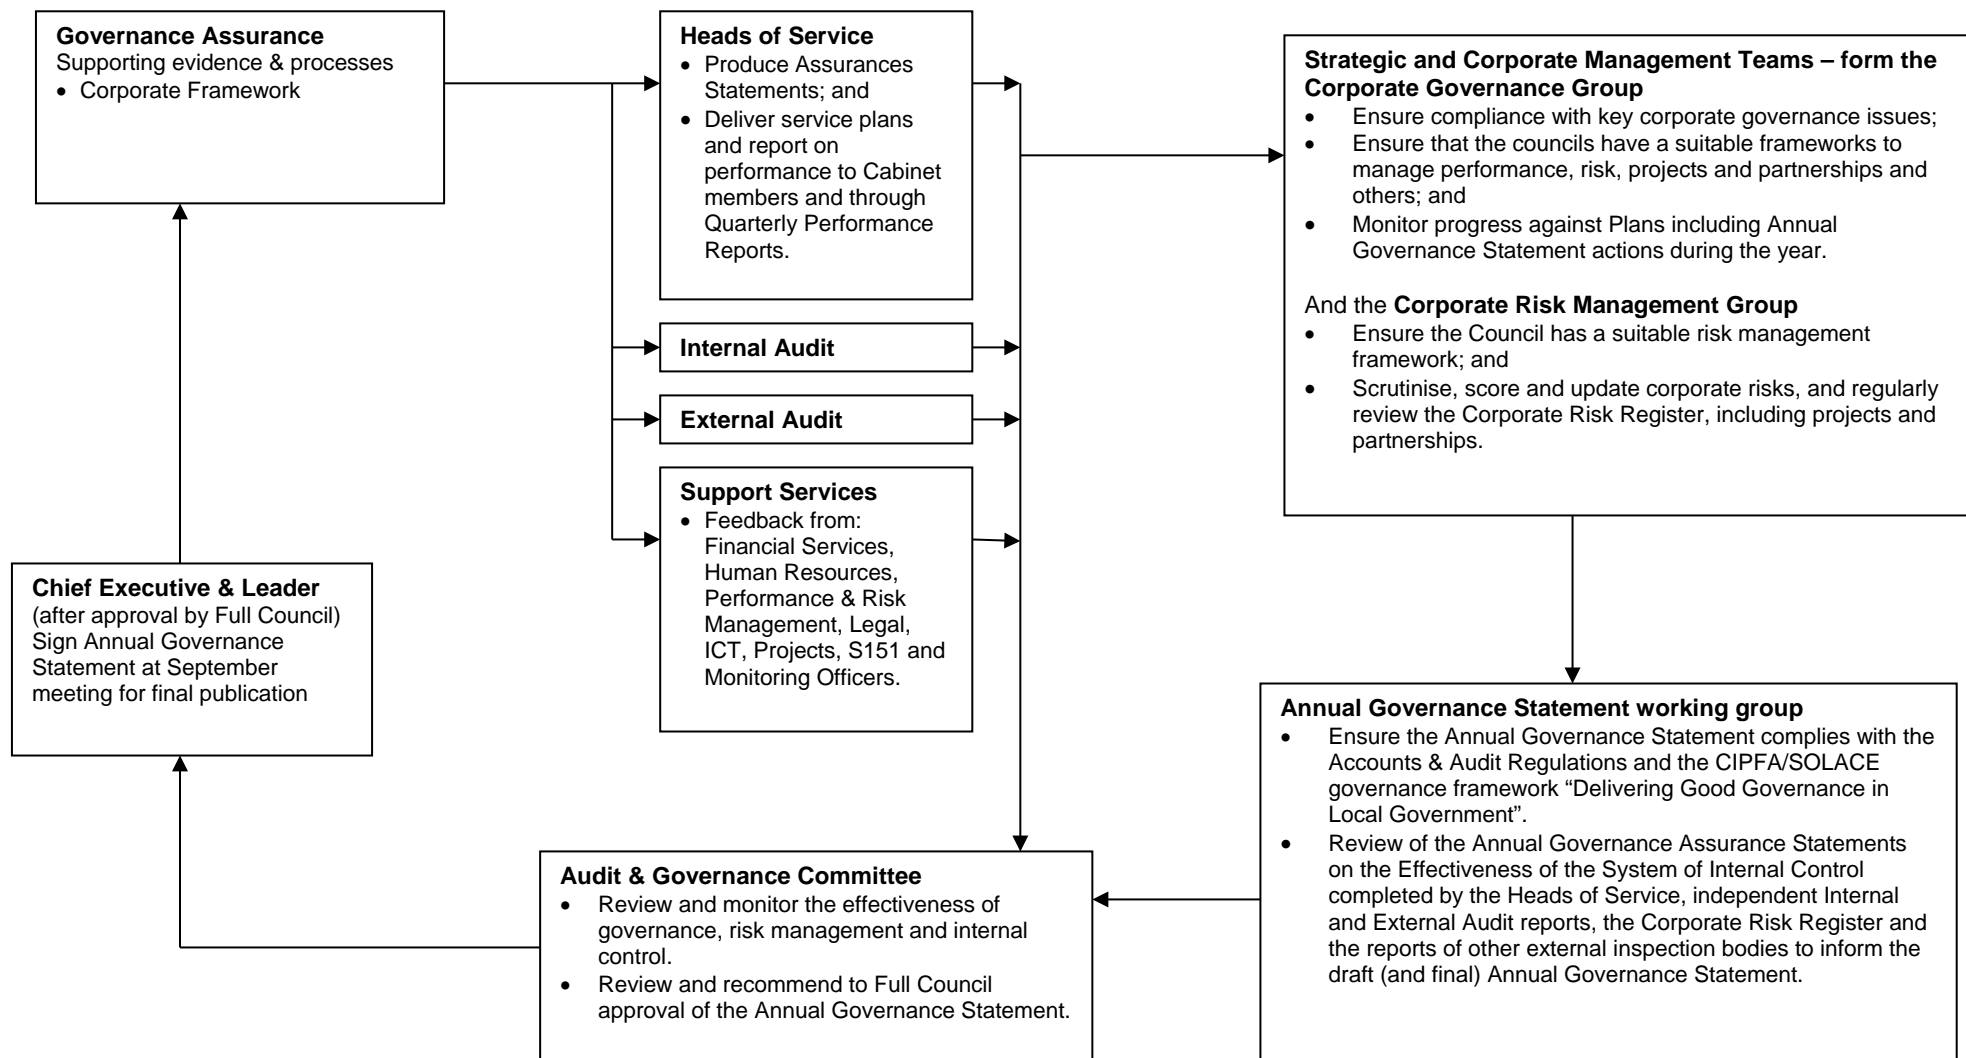 Governance Assurance
Supporting evidence & processes
• Corporate Framework
Heads of Service
• Produce Assurances
Statements; and
• Deliver service plans
and report on
performance to Cabinet
members and through
Quarterly Performance
Reports.
Internal Audit
External Audit
Support Services
• Feedback from:
Financial Services,
Human Resources,
Performance & Risk
Management, Legal,
ICT, Projects, S151 and
Monitoring Officers.
Strategic and Corporate Management Teams – form the
Corporate Governance Group
• Ensure compliance with key corporate governance issues;
• Ensure that the councils have a suitable frameworks to
manage performance, risk, projects and partnerships and
others; and
• Monitor progress against Plans including Annual
Governance Statement actions during the year.
And the Corporate Risk Management Group
• Ensure the Council has a suitable risk management
framework; and
• Scrutinise, score and update corporate risks, and regularly
review the Corporate Risk Register, including projects and
partnerships.
Annual Governance Statement working group
• Ensure the Annual Governance Statement complies with the
Accounts & Audit Regulations and the CIPFA/SOLACE
governance framework “Delivering Good Governance in
Local Government”.
• Review of the Annual Governance Assurance Statements
on the Effectiveness of the System of Internal Control
completed by the Heads of Service, independent Internal
and External Audit reports, the Corporate Risk Register and
the reports of other external inspection bodies to inform the
draft (and final) Annual Governance Statement.
Audit & Governance Committee
• Review and monitor the effectiveness of
governance, risk management and internal
control.
• Review and recommend to Full Council
approval of the Annual Governance Statement.
Chief Executive & Leader
(after approval by Full Council)
Sign Annual Governance
Statement at September
meeting for final publication